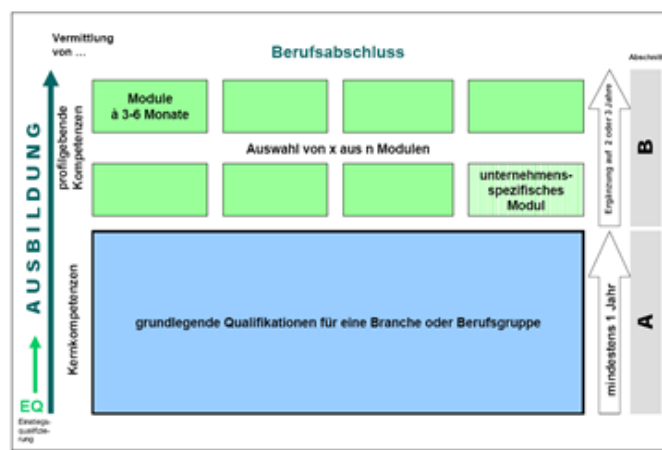 Vermittlung
von ...
Berufsabschluss
Abschnitt
AUSBILDUNG
profilgebende
Kompetenzen
Module
à 3-6 Monate
Auswahl von x aus n Modulen
unternehmens-
spezifisches
Modul
Ergänzung auf 2 oder 3 Jahre
B
Kernkompetenzen
grundlegende Qualifikationen für eine Branche oder Berufsgruppe
mindestens 1 Jahr
A
EQ
Einstiegs-
qualifizie-
rung